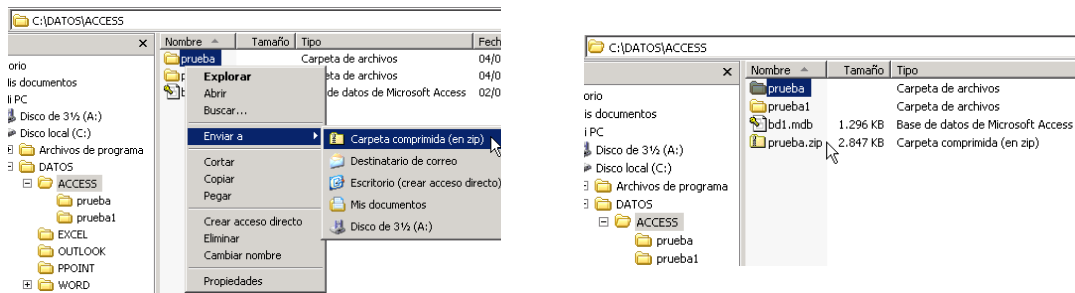 C:\DATOS\ACCESS
Nombre Tamaño Tipo Fech
prueba Carpeta de archivos 04/0
Carpeta de archivos 04/0
de datos de Microsoft Access 02/0
orio
lis documentos
li PC
Disco de 3½ (A:)
Disco local (C:)
Archivos de programa
DATOS
ACCESS
prueba
prueba1
EXCEL
OUTLOOK
PPOINT
WORD
Explorar
Abrir
Buscar...
Enviar a
Cortar
Copiar
Pegar
Crear acceso directo
Eliminar
Cambiar nombre
Propiedades
Carpeta comprimida (en zip)
Destinatario de correo
Escritorio (crear acceso directo)
Mis documentos
Disco de 3½ (A:)
C:\DATOS\ACCESS
Nombre Tamaño Tipo
prueba Carpeta de archivos
prueba1 Carpeta de archivos
bd1.mdb 1.296 KB Base de datos de Microsoft Access
prueba.zip 2.847 KB Carpeta comprimida (en zip)
orio
is documentos
i PC
Disco de 3½ (A:)
Disco local (C:)
Archivos de programa
DATOS
ACCESS
prueba
prueba1